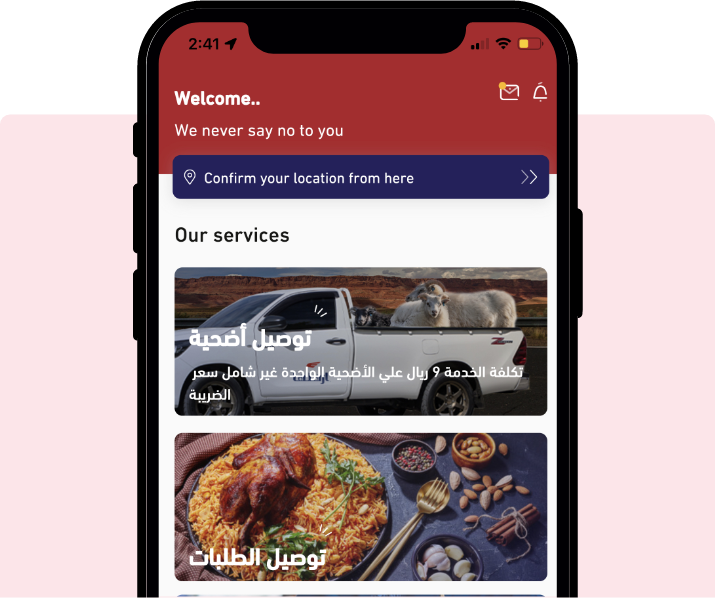 2:41
Welcome..
We never say no to you
Confirm your location from here
Our services
توصيل أضحية
تكلفة الخدمة 9 ريال علي الأضحية الواحدة غير شامل سعر
الضريبة
توصيل الطلبات